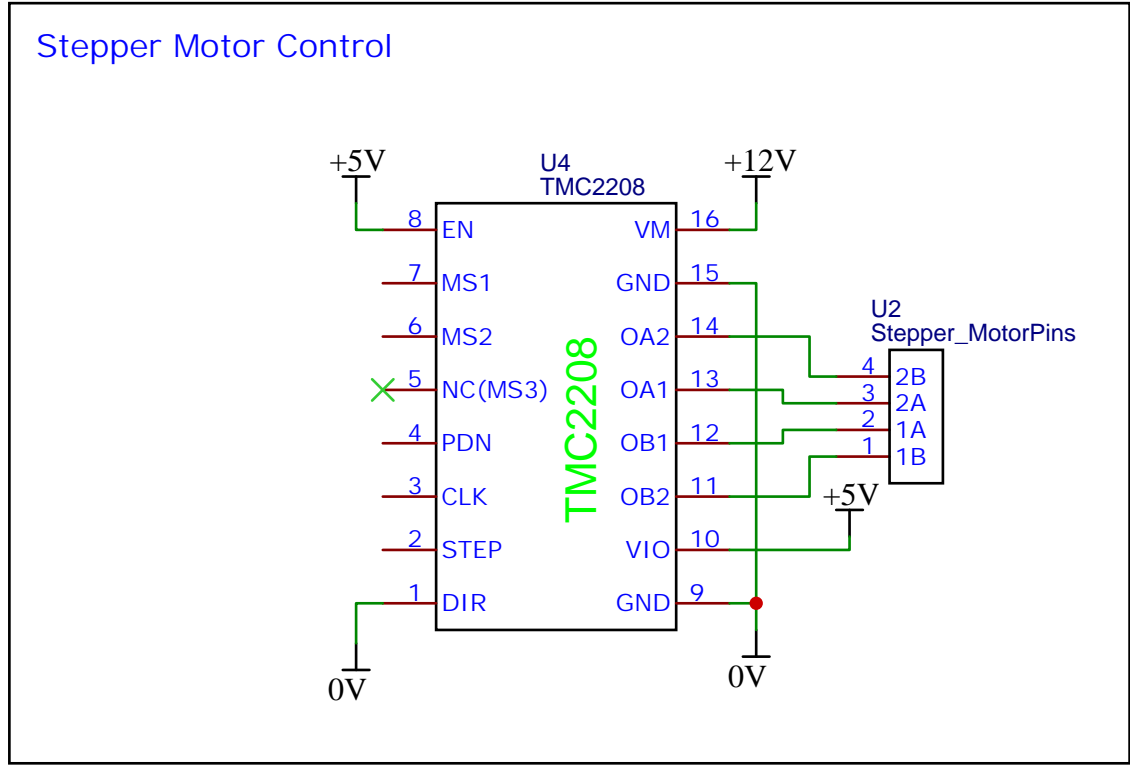 Stepper Motor Control
+5V
U4
TMC2208
+12V
8 EN
VM 16
7 MS1
GND 15
6 MS2
OA2 14
5 NC(MS3)
OA1 13
4 PDN
OB1 12
3 CLK
OB2 11
2 STEP
VIO 10
1 DIR
GND 9
TMC2208
U2
Stepper_MotorPins
4 2B
3 2A
2 1A
1 1B
+5V
0V
0V